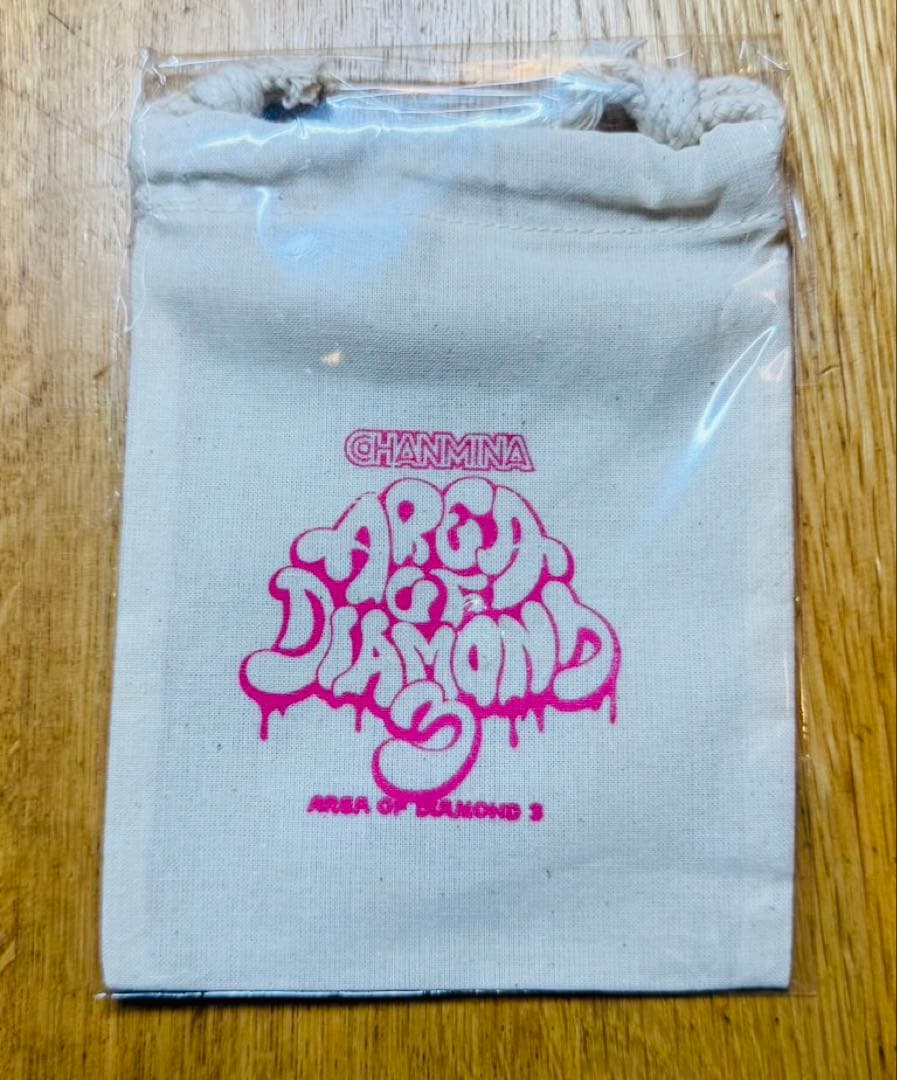 CHANMINA
AREA
OF
DIAMOND
3
AREA OF DIAMOND 3